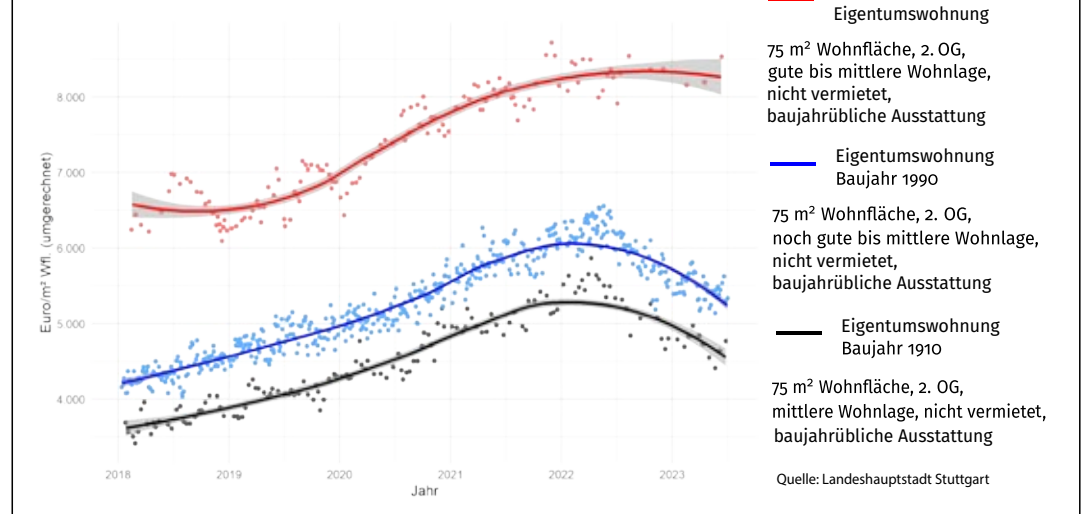 Eigentumswohnung
75 m² Wohnfläche, 2. OG,
gute bis mittlere Wohnlage,
nicht vermietet,
baujahrübliche Ausstattung
Eigentumswohnung
Baujahr 1990
75 m² Wohnfläche, 2. OG,
noch gute bis mittlere Wohnlage,
nicht vermietet,
baujahrübliche Ausstattung
Eigentumswohnung
Baujahr 1910
75 m² Wohnfläche, 2. OG,
mittlere Wohnlage, nicht vermietet,
baujahrübliche Ausstattung
Quelle: Landeshauptstadt Stuttgart
Euro/m² Wfl. (umgerechnet)
8 000
7 000
6 000
5 000
4 000
2018 2019 2020 2021 2022 2023
Jahr